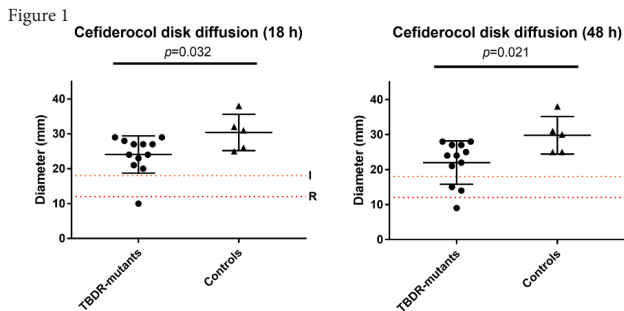 Figure 1
Cefiderocol disk diffusion (18 h)
p=0.032
Diameter (mm)
40
30
20
10
0
I
R
TBDR-mutants
Controls
Cefiderocol disk diffusion (48 h)
p=0.021
Diameter (mm)
40
30
20
10
0
TBDR-mutants
Controls